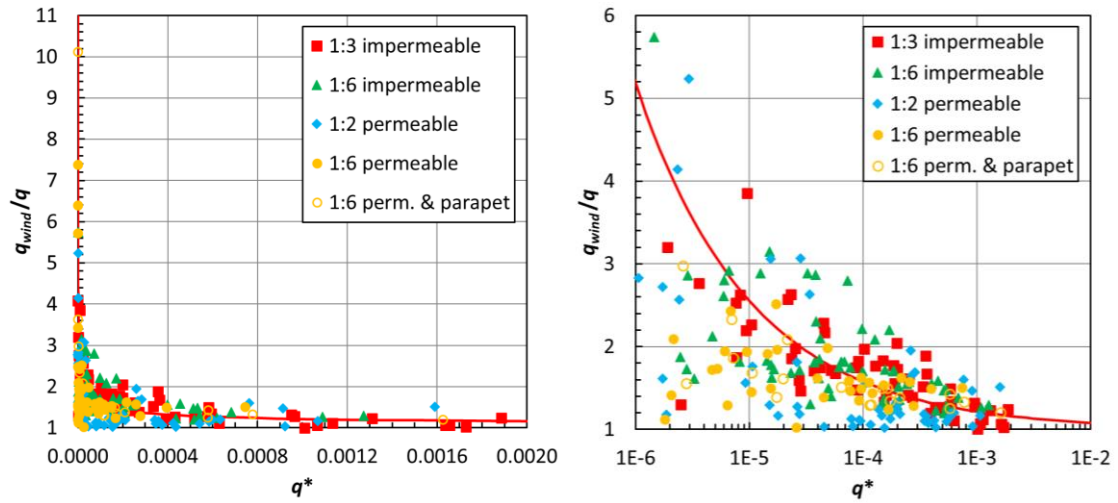 11
10
9
8
7
6
5
4
3
2
1
q_wind/q
1:3 impermeable
1:6 impermeable
1:2 permeable
1:6 permeable
1:6 perm. & parapet
0.0000 0.0004 0.0008 0.0012 0.0016 0.0020
q*
6
5
4
3
2
1
q_wind/q
1:3 impermeable
1:6 impermeable
1:2 permeable
1:6 permeable
1:6 perm. & parapet
1E-6 1E-5 1E-4 1E-3 1E-2
q*